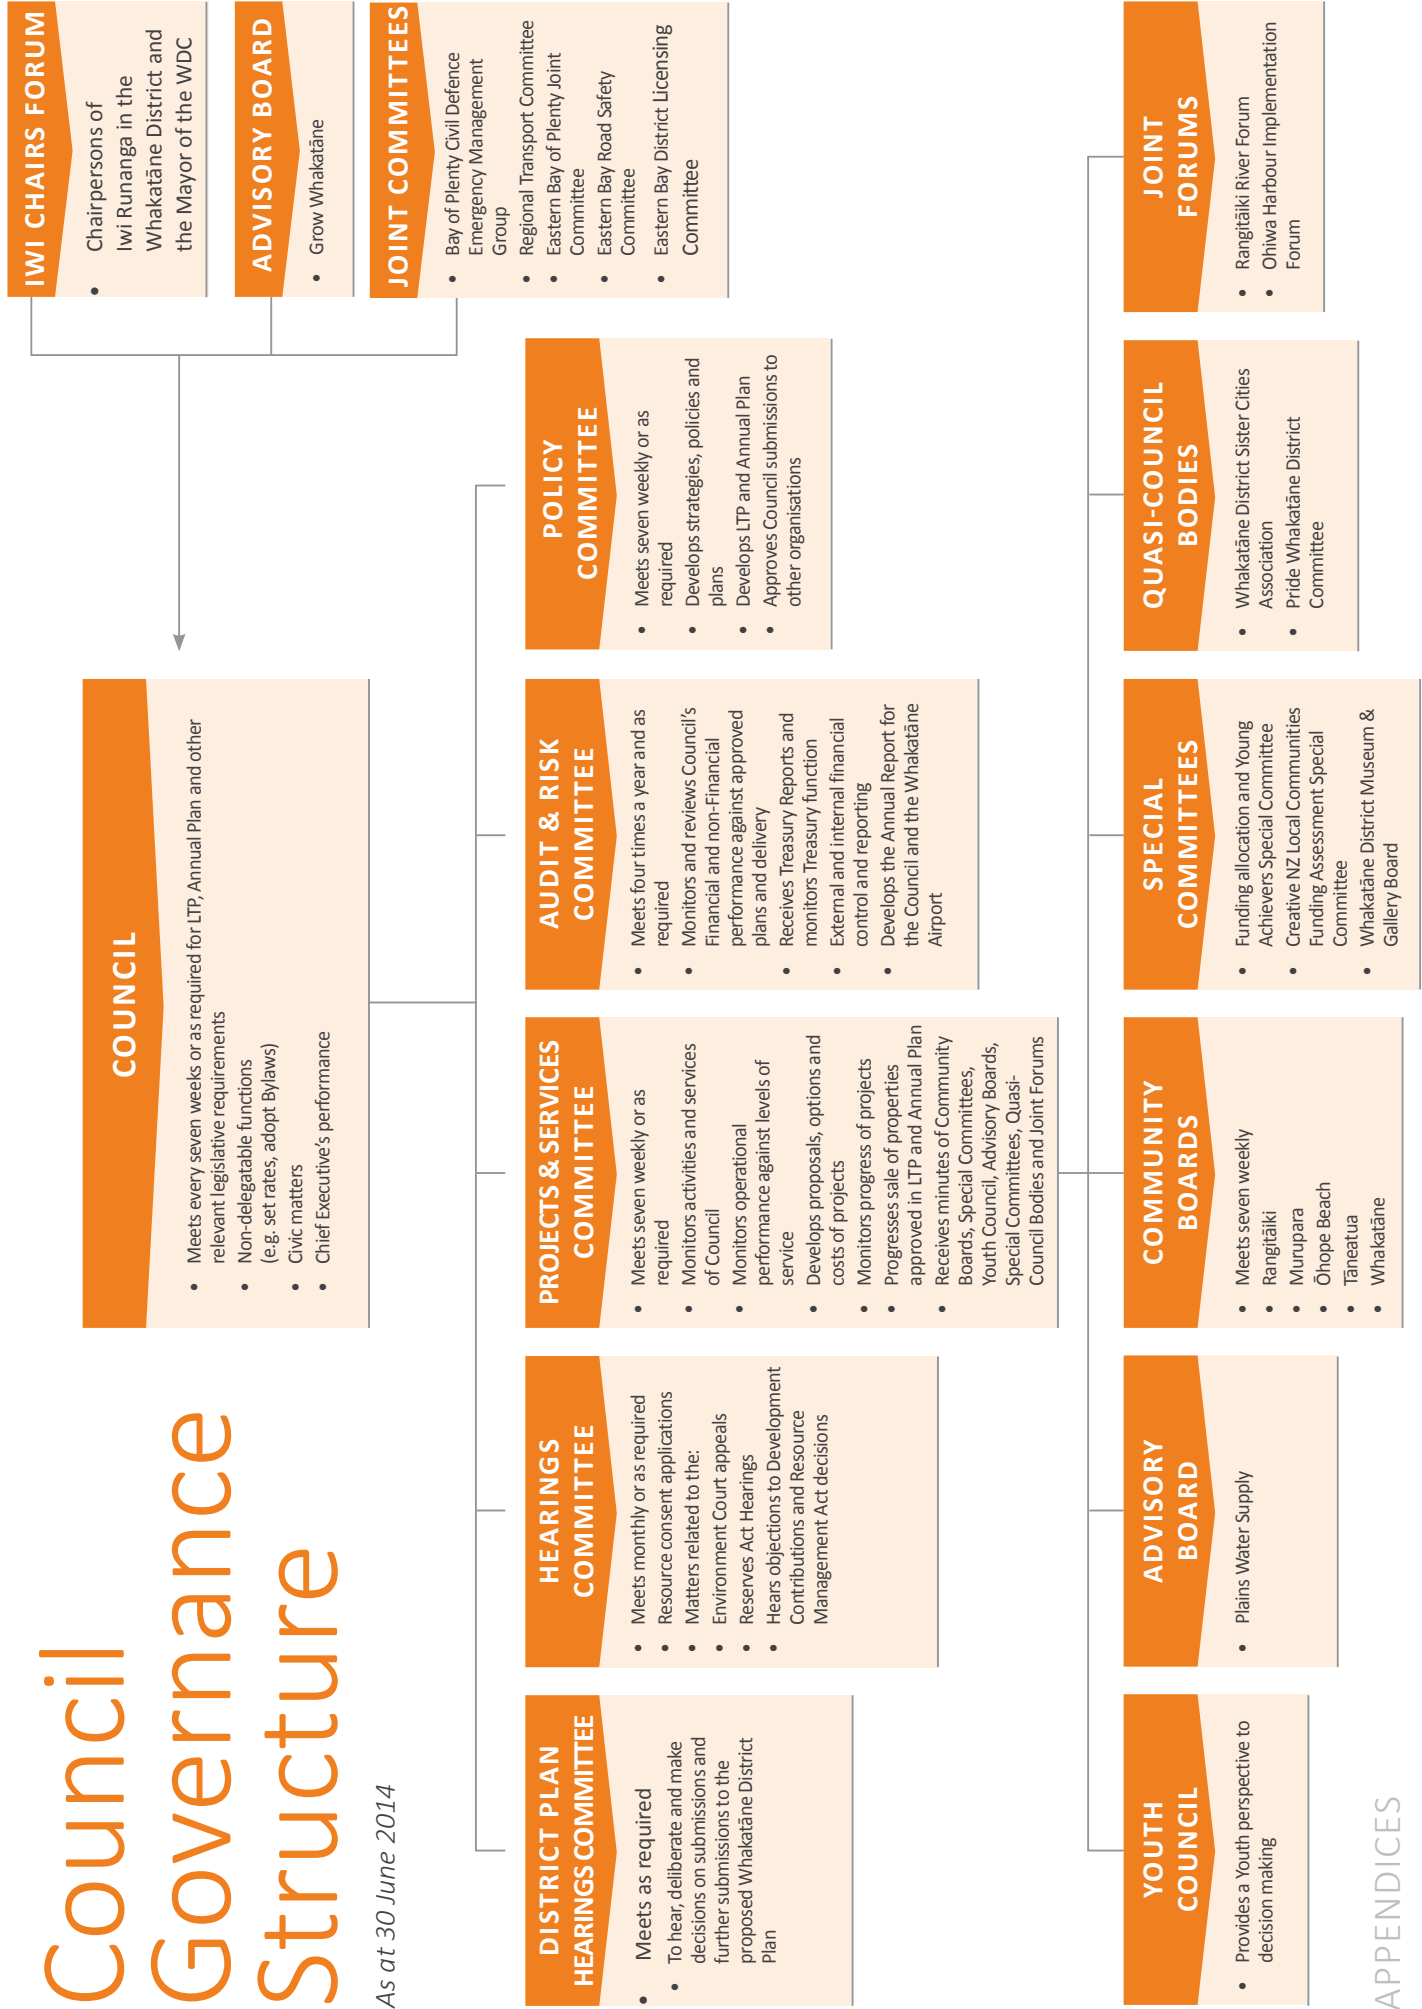 Council
Governance
Structure
As at 30 June 2014
COUNCIL
• Meets every seven weeks or as required for LTP, Annual Plan and other
relevant legislative requirements
• Non-delegatable functions
(e.g. set rates, adopt Bylaws)
• Civic matters
• Chief Executive’s performance
IWI CHAIRS FORUM
• Chairpersons of
Iwi Runanga in the
Whakatāne District and
the Mayor of the WDC
ADVISORY BOARD
• Grow Whakatāne
JOINT COMMITTEES
• Bay of Plenty Civil Defence
Emergency Management
Group
• Regional Transport Committee
• Eastern Bay of Plenty Joint
Committee
• Eastern Bay Road Safety
Committee
• Eastern Bay District Licensing
Committee
DISTRICT PLAN
HEARINGS COMMITTEE
• Meets as required
• To hear, deliberate and make
decisions on submissions and
further submissions to the
proposed Whakatāne District
Plan
HEARINGS
COMMITTEE
• Meets monthly or as required
• Resource consent applications
• Matters related to the:
• Environment Court appeals
• Reserves Act Hearings
• Hears objections to Development
Contributions and Resource
Management Act decisions
PROJECTS & SERVICES
COMMITTEE
• Meets seven weekly or as
required
• Monitors activities and services
of Council
• Monitors operational
performance against levels of
service
• Develops proposals, options and
costs of projects
• Monitors progress of projects
• Progresses sale of properties
approved in LTP and Annual Plan
• Receives minutes of Community
Boards, Special Committees,
Youth Council, Advisory Boards,
Special Committees, Quasi-
Council Bodies and Joint Forums
AUDIT & RISK
COMMITTEE
• Meets four times a year and as
required
• Monitors and reviews Council’s
Financial and non-Financial
performance against approved
plans and delivery
• Receives Treasury Reports and
monitors Treasury function
• External and internal financial
control and reporting
• Develops the Annual Report for
the Council and the Whakatāne
Airport
POLICY
COMMITTEE
• Meets seven weekly or as
required
• Develops strategies, policies and
plans
• Develops LTP and Annual Plan
• Approves Council submissions to
other organisations
YOUTH
COUNCIL
• Provides a Youth perspective to
decision making
ADVISORY
BOARD
• Plains Water Supply
COMMUNITY
BOARDS
• Meets seven weekly
• Rangitāiki
• Murupara
• Ōhope Beach
• Tāneatua
• Whakatāne
SPECIAL
COMMITTEES
• Funding allocation and Young
Achievers Special Committee
• Creative NZ Local Communities
Funding Assessment Special
Committee
• Whakatāne District Museum &
Gallery Board
QUASI-COUNCIL
BODIES
• Whakatāne District Sister Cities
Association
• Pride Whakatāne District
Committee
JOINT
FORUMS
• Rangitāiki River Forum
• Ohiwa Harbour Implementation
Forum
APPENDICES